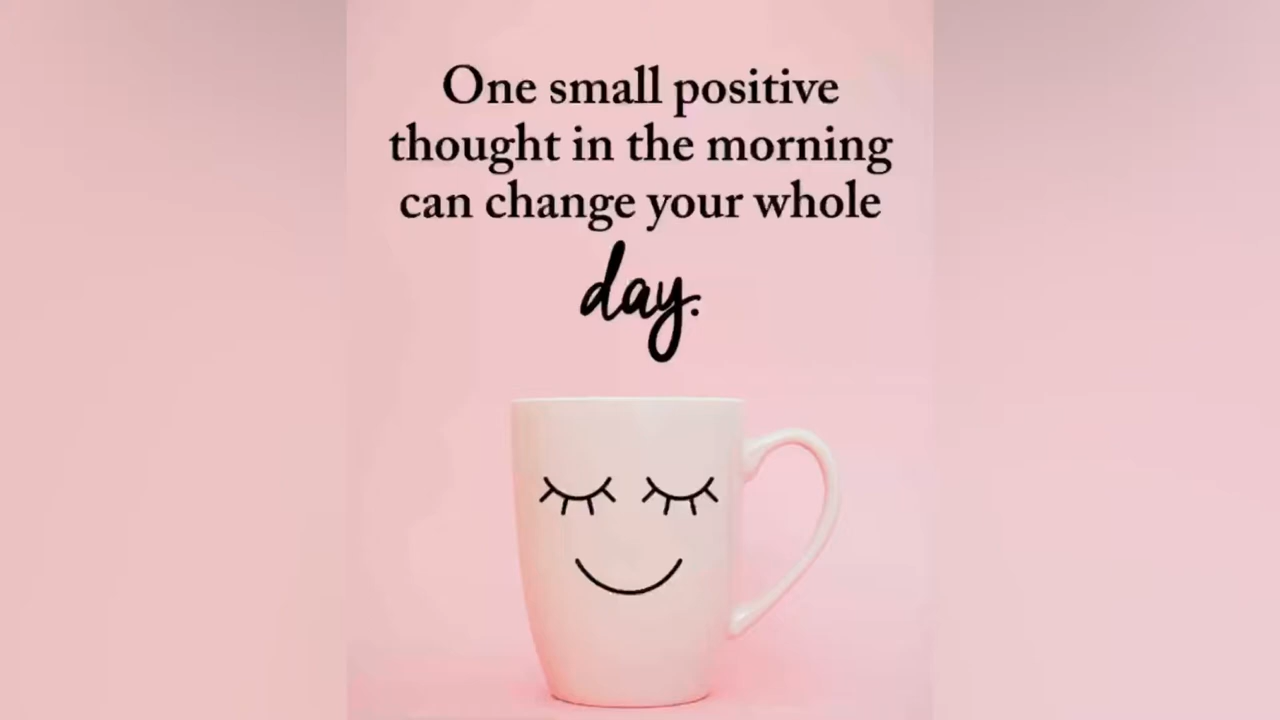 One small positive
thought in the morning
can change your whole
day.